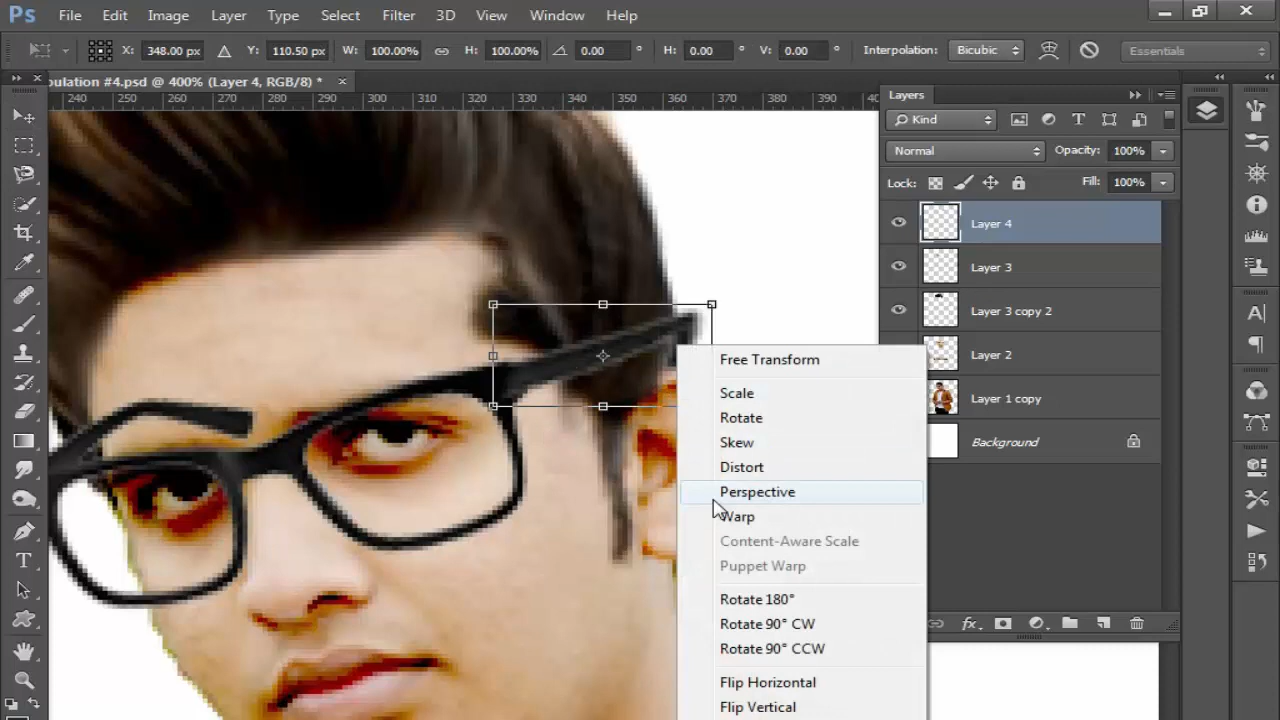 Ps File Edit Image Layer Type Select Filter 3D View Window Help
X: 348.00 px Y: 110.50 px W: 100.00% H: 100.00% 0.00 ° H: 0.00 ° V: 0.00 ° Interpolation: Bicubic Essentials
pulation #4.psd @ 400% (Layer 4, RGB/8) *
240 250 260 270 280 290 300 310 320 330 340 350 360 370 380 390 40
Layers
Kind
Normal Opacity: 100%
Lock: Fill: 100%
Layer 4
Layer 3
Layer 3 copy 2
Layer 2
Layer 1 copy
Background
Free Transform
Scale
Rotate
Skew
Distort
Perspective
Warp
Content-Aware Scale
Puppet Warp
Rotate 180°
Rotate 90° CW
Rotate 90° CCW
Flip Horizontal
Flip Vertical
fx
A
T